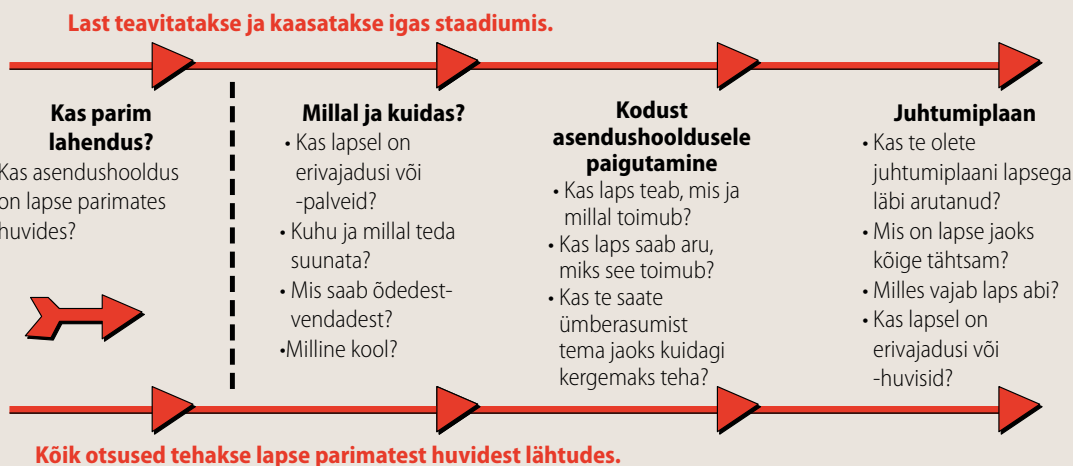 Last teavitatakse ja kaasatakse igas staadiumis.
Kas parim
lahendus?
Kas asendushooldus
on lapse parimates
huvides?
Millal ja kuidas?
• Kas lapsel on
erivajadusi või
-palveid?
• Kuhu ja millal teda
suunata?
• Mis saab õdedest-
vendadest?
•Milline kool?
Kodust
asendushooldusele
paigutamine
• Kas laps teab, mis ja
millal toimub?
• Kas laps saab aru,
miks see toimub?
• Kas te saate
ümberasumist
tema jaoks kuidagi
kergemaks teha?
Juhtumiplaan
• Kas te olete
juhtumiplaani lapsega
läbi arutanud?
• Mis on lapse jaoks
kõige tähtsam?
• Milles vajab laps abi?
• Kas lapsel on
erivajadusi või
-huvisid?
Kõik otsused tehakse lapse parimatest huvidest lähtudes.